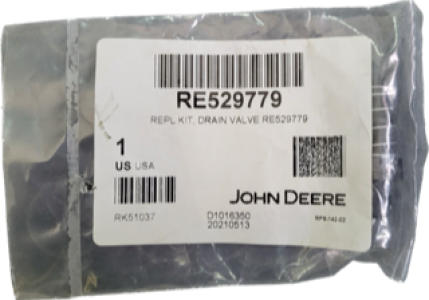 RE529779
REPL KIT, DRAIN VALVE RE529779
1
US USA
JOHN DEERE
RK51037 D1016350
20210513